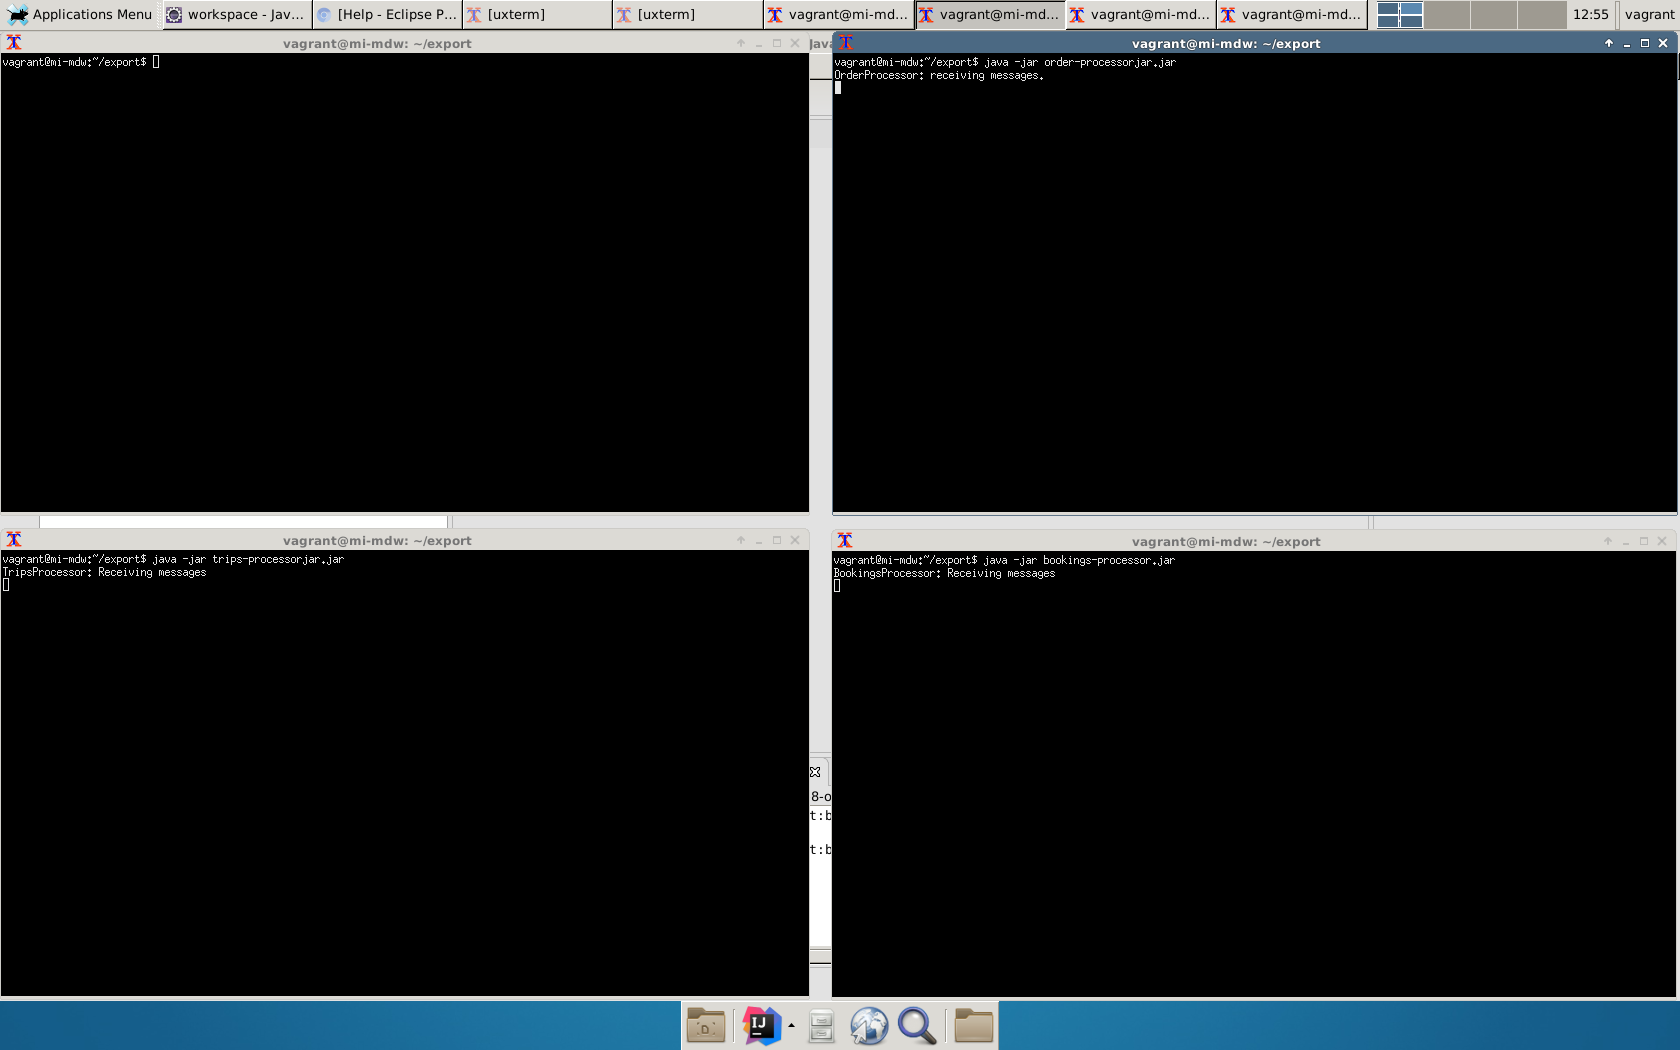 Applications Menu
workspace - Jav...
[Help - Eclipse P...
[uxterm]
[uxterm]
vagrant@mi-md...
vagrant@mi-md...
vagrant@mi-md...
vagrant@mi-md...
12:55
vagrant
vagrant@mi-mdw: ~/export
Java
vagrant@mi-mdw: ~/export
vagrant@mi-mdw:~/export$
vagrant@mi-mdw:~/export$ java -jar order-processorjar.jar
OrderProcessor: receiving messages.
vagrant@mi-mdw: ~/export
vagrant@mi-mdw: ~/export
vagrant@mi-mdw:~/export$ java -jar trips-processorjar.jar
TripsProcessor: Receiving messages
vagrant@mi-mdw:~/export$ java -jar bookings-processor.jar
BookingsProcessor: Receiving messages
8-o
t:b
t:b
IJ